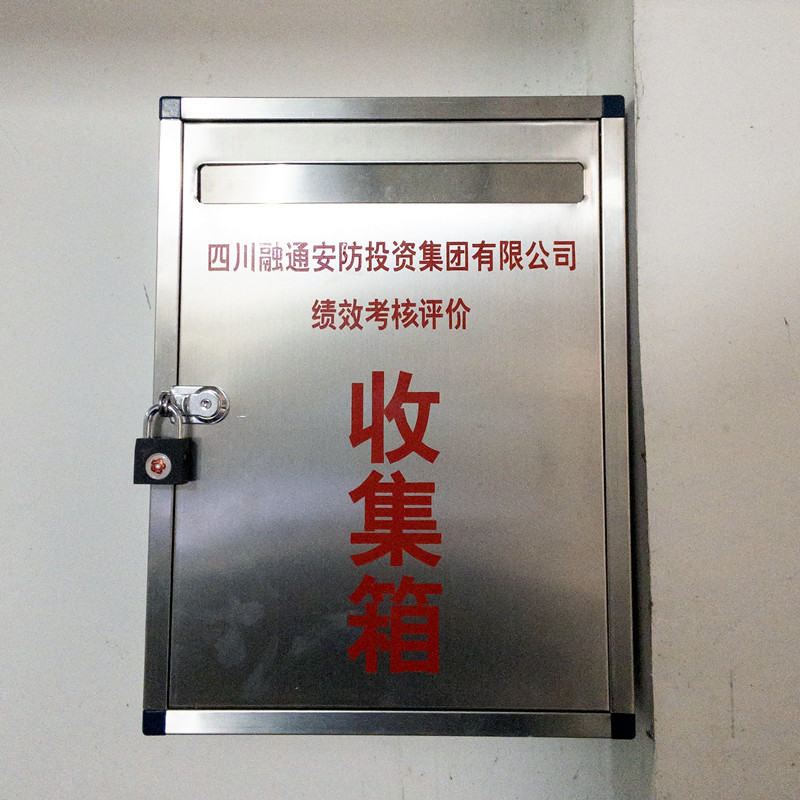 四川融通安防投资集团有限公司
绩效考核评价
收集箱